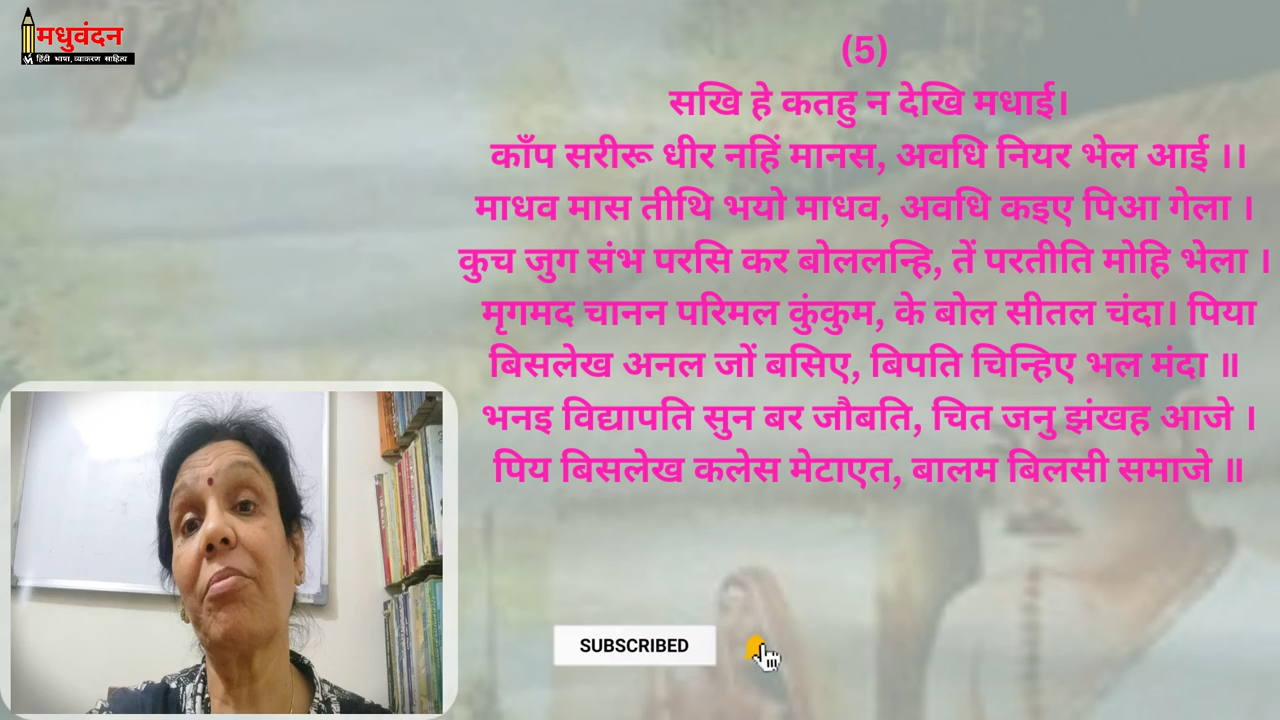 मधुवंदन
हिंदी भाषा, व्याकरण साहित्य
(5)
सखि हे कतहु न देखि मधाई।
काँप सरीरू धीर नहिं मानस, अवधि नियर भेल आई ।।
माधव मास तीथि भयो माधव, अवधि कइए पिआ गेला ।
कुच जुग संभ परसि कर बोललन्हि, तें परतीति मोहि भेला ।
मृगमद चानन परिमल कुंकुम, के बोल सीतल चंदा। पिया
बिसलेख अनल जों बसिए, बिपति चिन्हिए भल मंदा ॥
भनइ विद्यापति सुन बर जौबति, चित जनु झंखह आजे ।
पिय बिसलेख कलेस मेटाएत, बालम बिलसी समाजे ॥
SUBSCRIBED